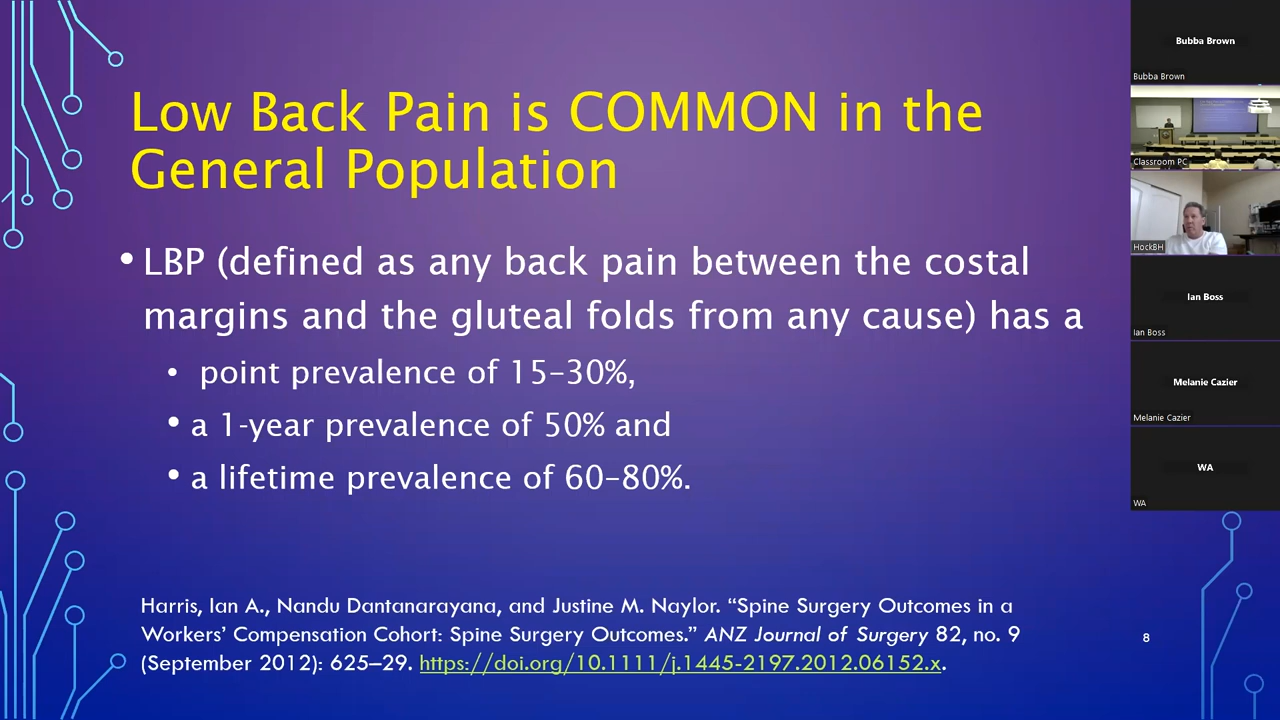 Low Back Pain is COMMON in the
General Population
• LBP (defined as any back pain between the costal
margins and the gluteal folds from any cause) has a
• point prevalence of 15–30%,
• a 1-year prevalence of 50% and
• a lifetime prevalence of 60–80%.
Harris, Ian A., Nandu Dantanarayana, and Justine M. Naylor. “Spine Surgery Outcomes in a
Workers’ Compensation Cohort: Spine Surgery Outcomes.” ANZ Journal of Surgery 82, no. 9
(September 2012): 625–29. https://doi.org/10.1111/j.1445-2197.2012.06152.x.
8
Bubba Brown
Bubba Brown
Classroom PC
HockBH
Ian Boss
Ian Boss
Melanie Cazier
Melanie Cazier
WA
WA